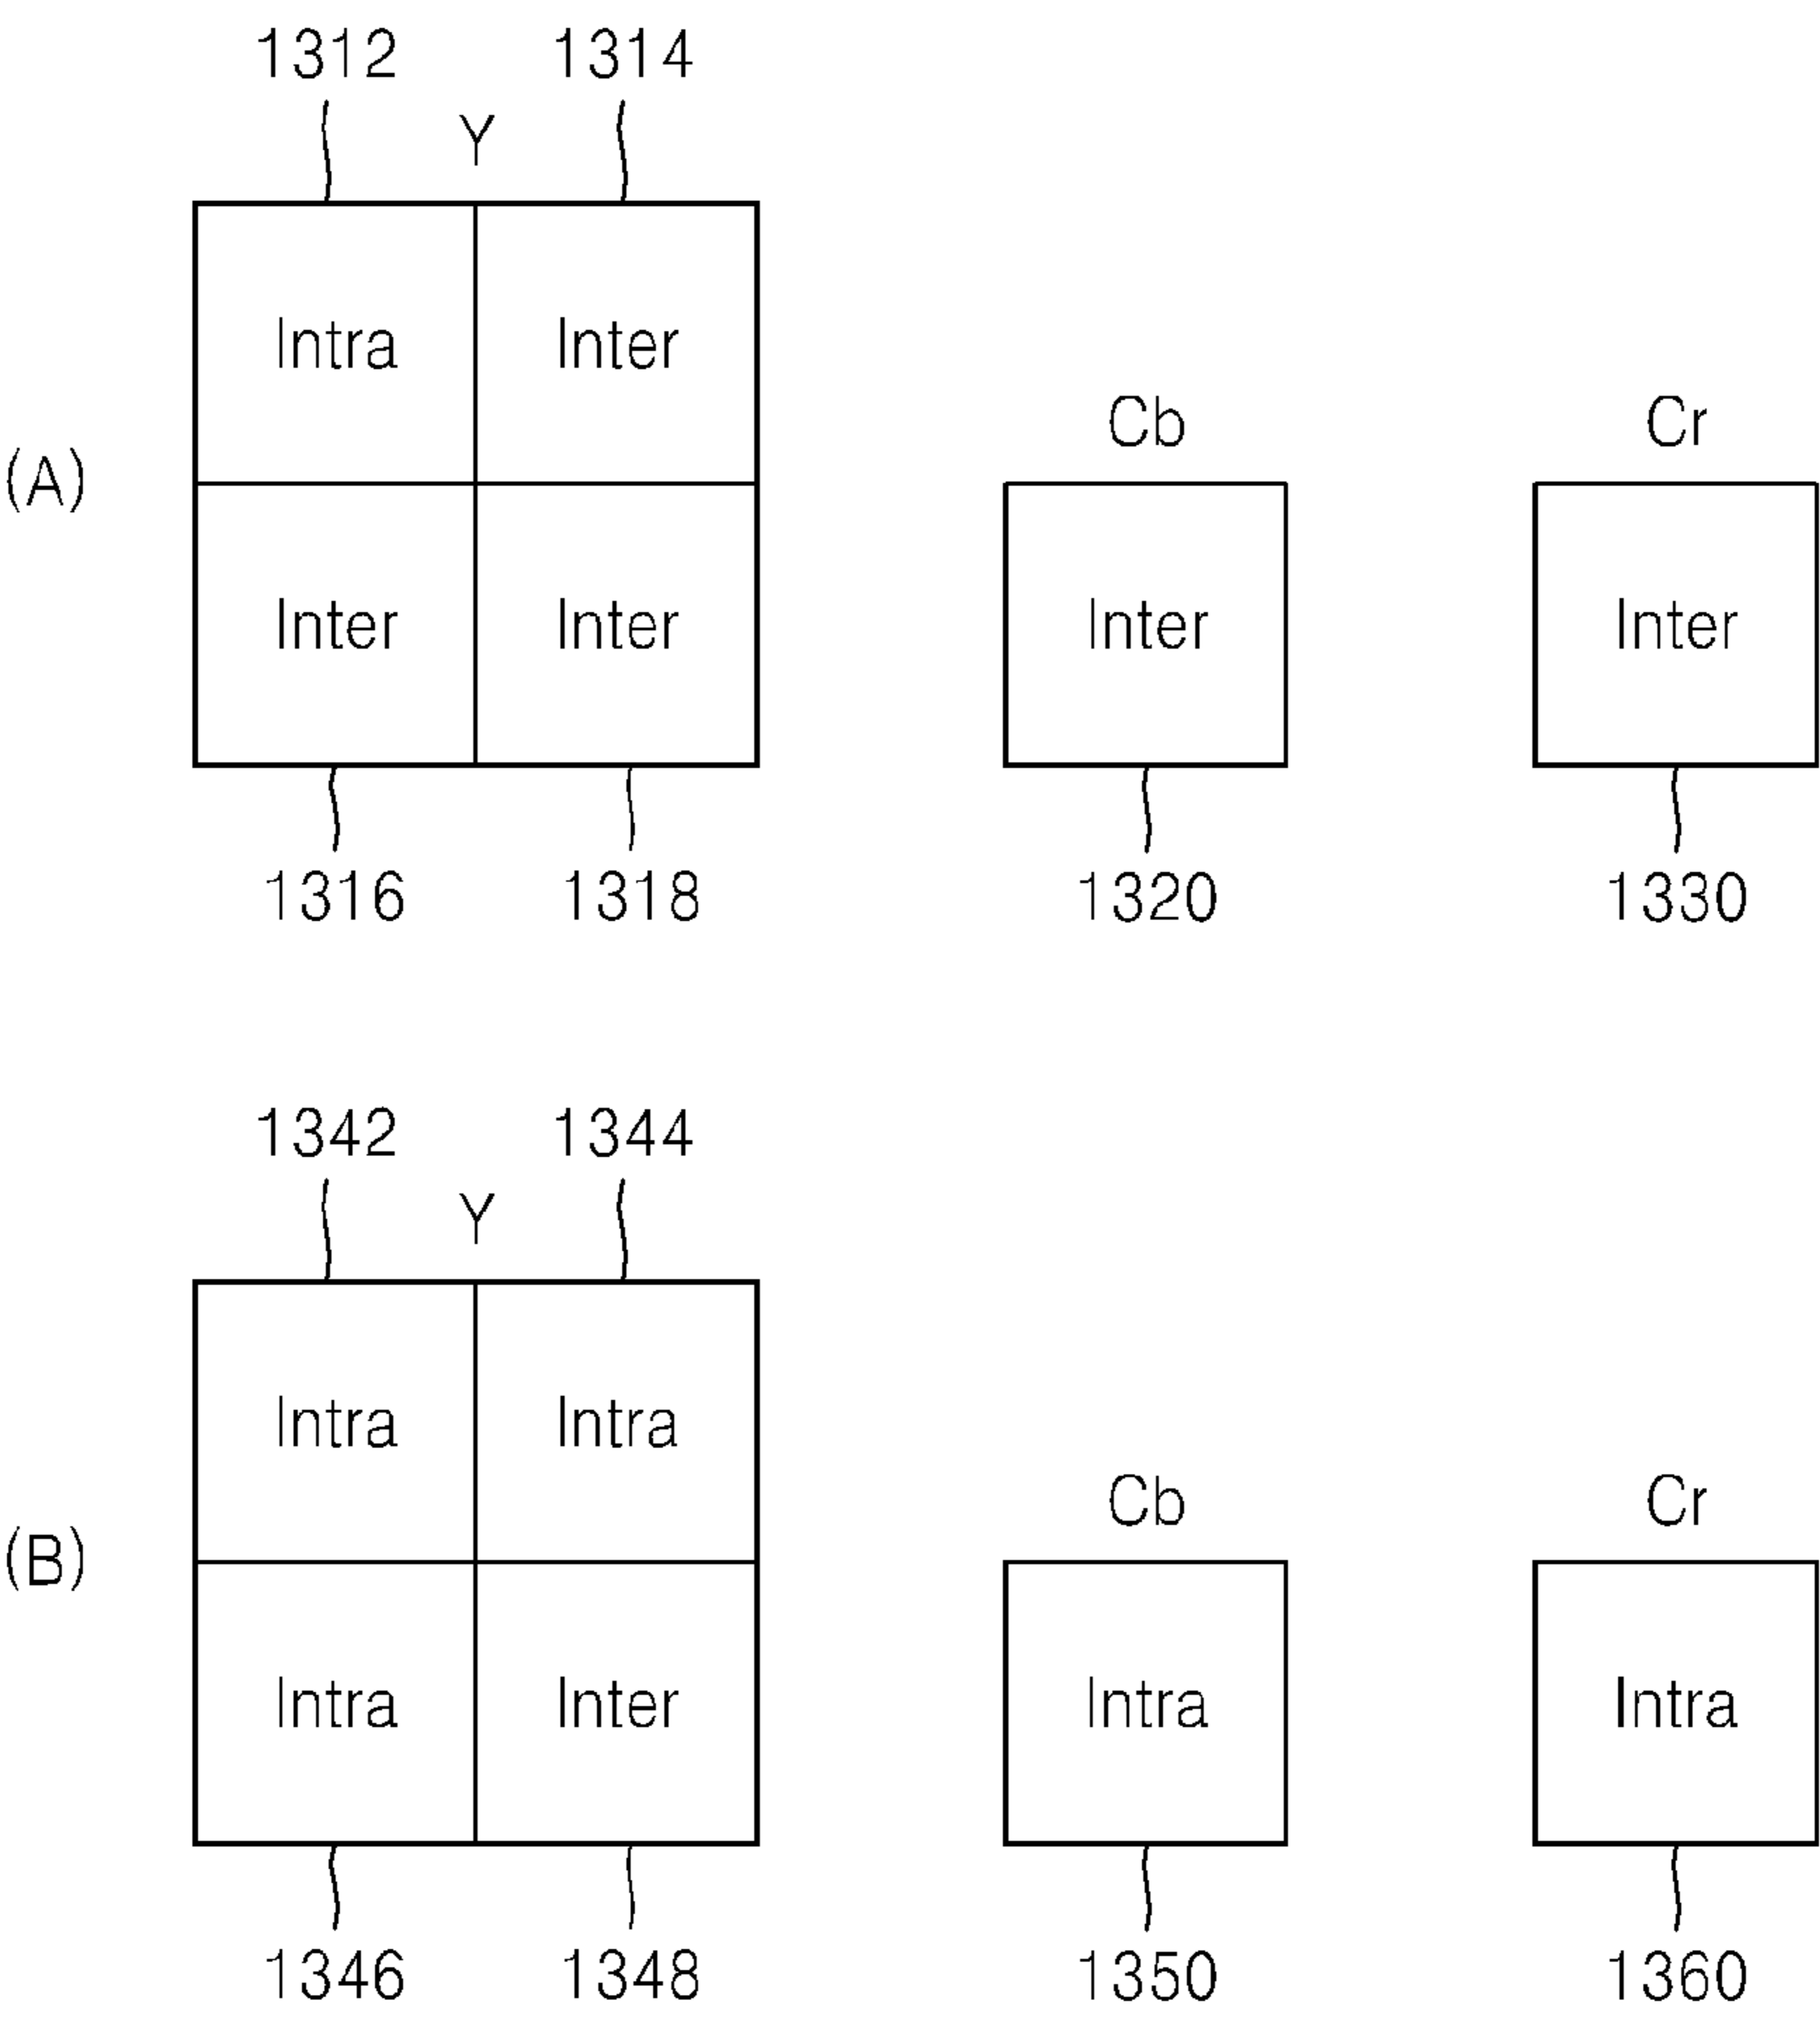 1312 1314
Y
Intra Inter
Cb Cr
(A)
Inter Inter Inter Inter
1316 1318 1320 1330
1342 1344
Y
Intra Intra
Cb Cr
(B)
Intra Inter Intra Intra
1346 1348 1350 1360